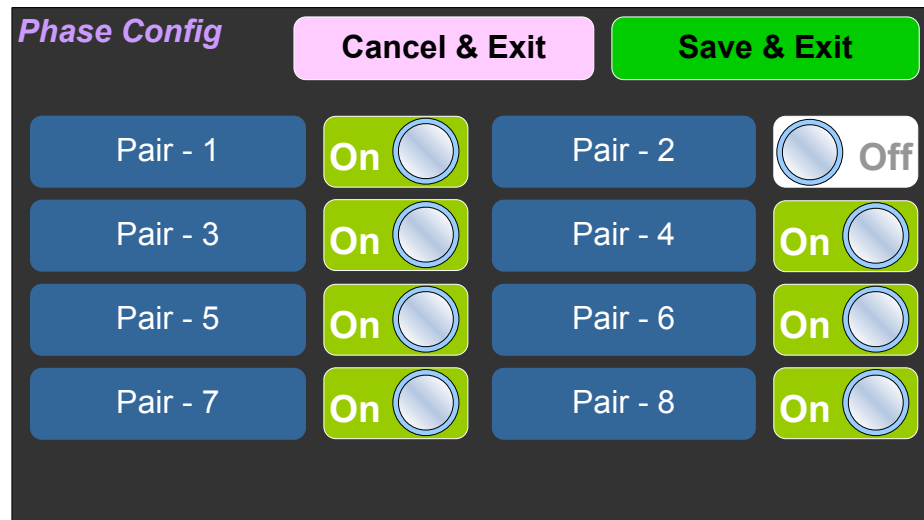 Phase Config
Cancel & Exit
Save & Exit
Pair - 1
On
Pair - 2
Off
Pair - 3
On
Pair - 4
On
Pair - 5
On
Pair - 6
On
Pair - 7
On
Pair - 8
On